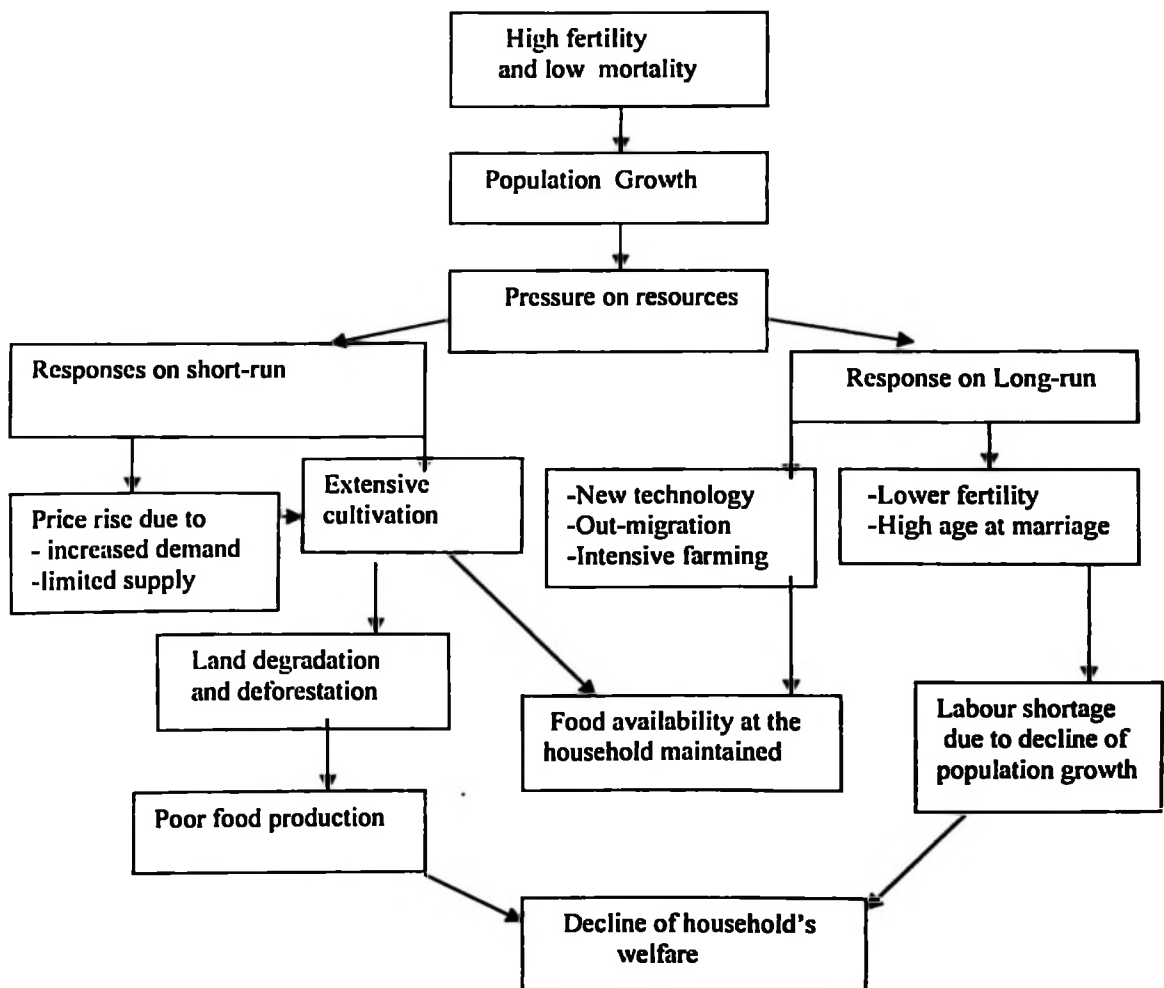 High fertility
and low mortality
Population Growth
Pressure on resources
Responses on short-run
Response on Long-run
Price rise due to
- increased demand
-limited supply
Extensive
cultivation
-New technology
-Out-migration
-Intensive farming
-Lower fertility
-High age at marriage
Land degradation
and deforestation
Food availability at the
household maintained
Labour shortage
due to decline of
population growth
Poor food production
Decline of household's
welfare